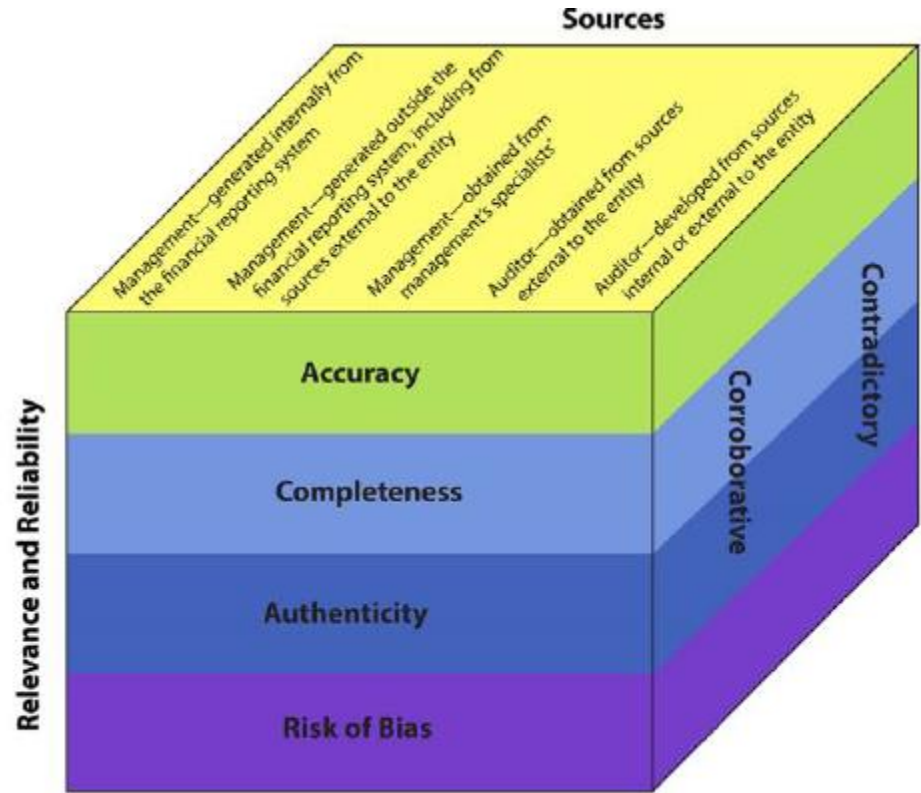 Sources
Management—generated internally from
the financial reporting system
Management—generated outside the
financial reporting system, including from
sources external to the entity
Management—obtained from
management's specialists'
Auditor—obtained from sources
external to the entity
Auditor—developed from sources
internal or external to the entity
Relevance and Reliability
Accuracy
Completeness
Authenticity
Risk of Bias
Corroborative
Contradictory